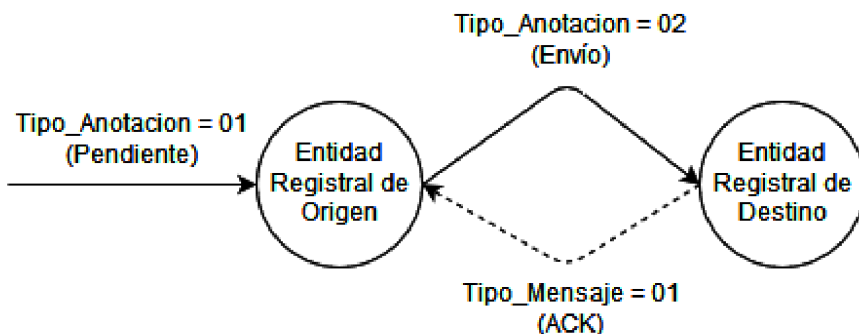 Tipo_Anotacion = 02
(Envío)
Tipo_Anotacion = 01
(Pendiente)
Entidad
Registral de
Origen
Entidad
Registral de
Destino
Tipo_Mensaje = 01
(ACK)